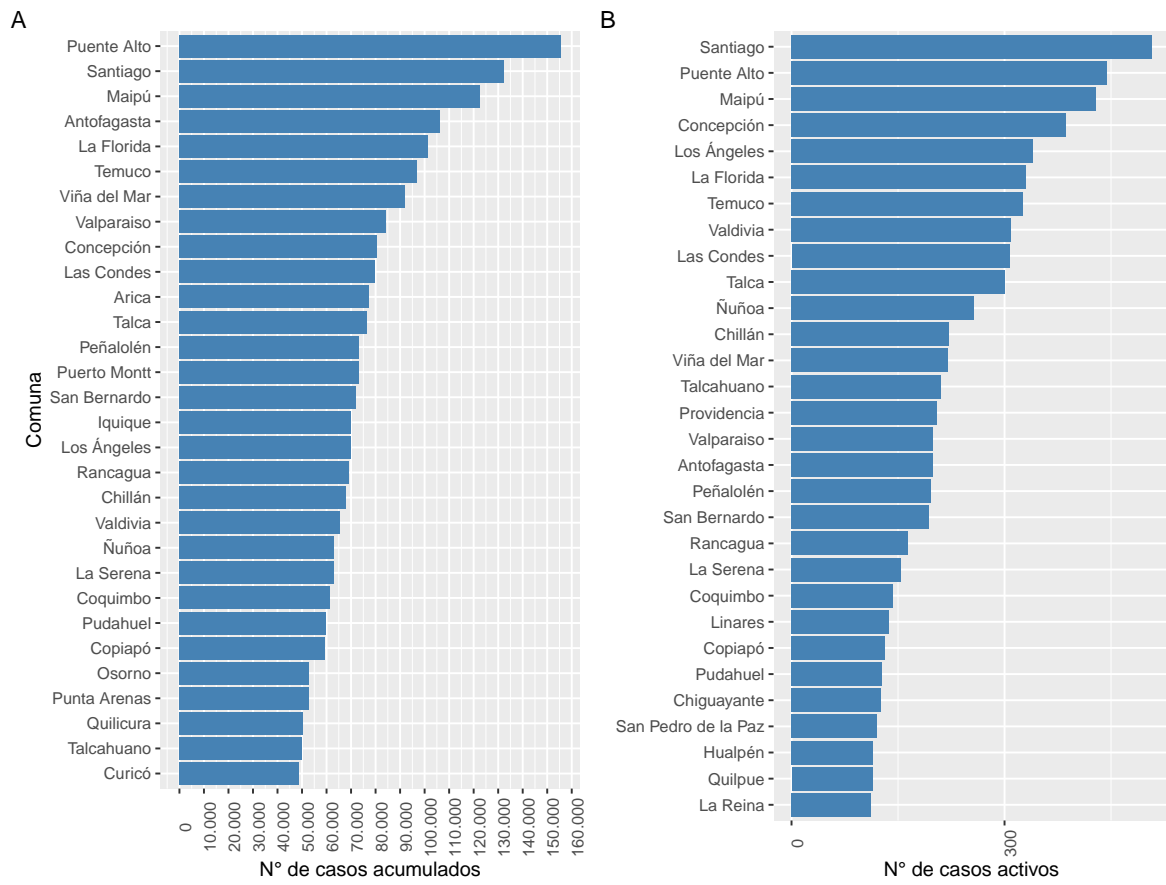 A
Puente Alto
Santiago
Maipú
Antofagasta
La Florida
Temuco
Viña del Mar
Valparaiso
Concepción
Las Condes
Arica
Talca
Peñalolén
Puerto Montt
San Bernardo
Iquique
Los Ángeles
Rancagua
Chillán
Valdivia
Ñuñoa
La Serena
Coquimbo
Pudahuel
Copiapó
Osorno
Punta Arenas
Quilicura
Talcahuano
Curicó
Comuna
0
10.000
20.000
30.000
40.000
50.000
60.000
70.000
80.000
90.000
100.000
110.000
120.000
130.000
140.000
150.000
160.000
N° de casos acumulados
B
Santiago
Puente Alto
Maipú
Concepción
Los Ángeles
La Florida
Temuco
Valdivia
Las Condes
Talca
Ñuñoa
Chillán
Viña del Mar
Talcahuano
Providencia
Valparaiso
Antofagasta
Peñalolén
San Bernardo
Rancagua
La Serena
Coquimbo
Linares
Copiapó
Pudahuel
Chiguayante
San Pedro de la Paz
Hualpén
Quilpue
La Reina
0
300
N° de casos activos